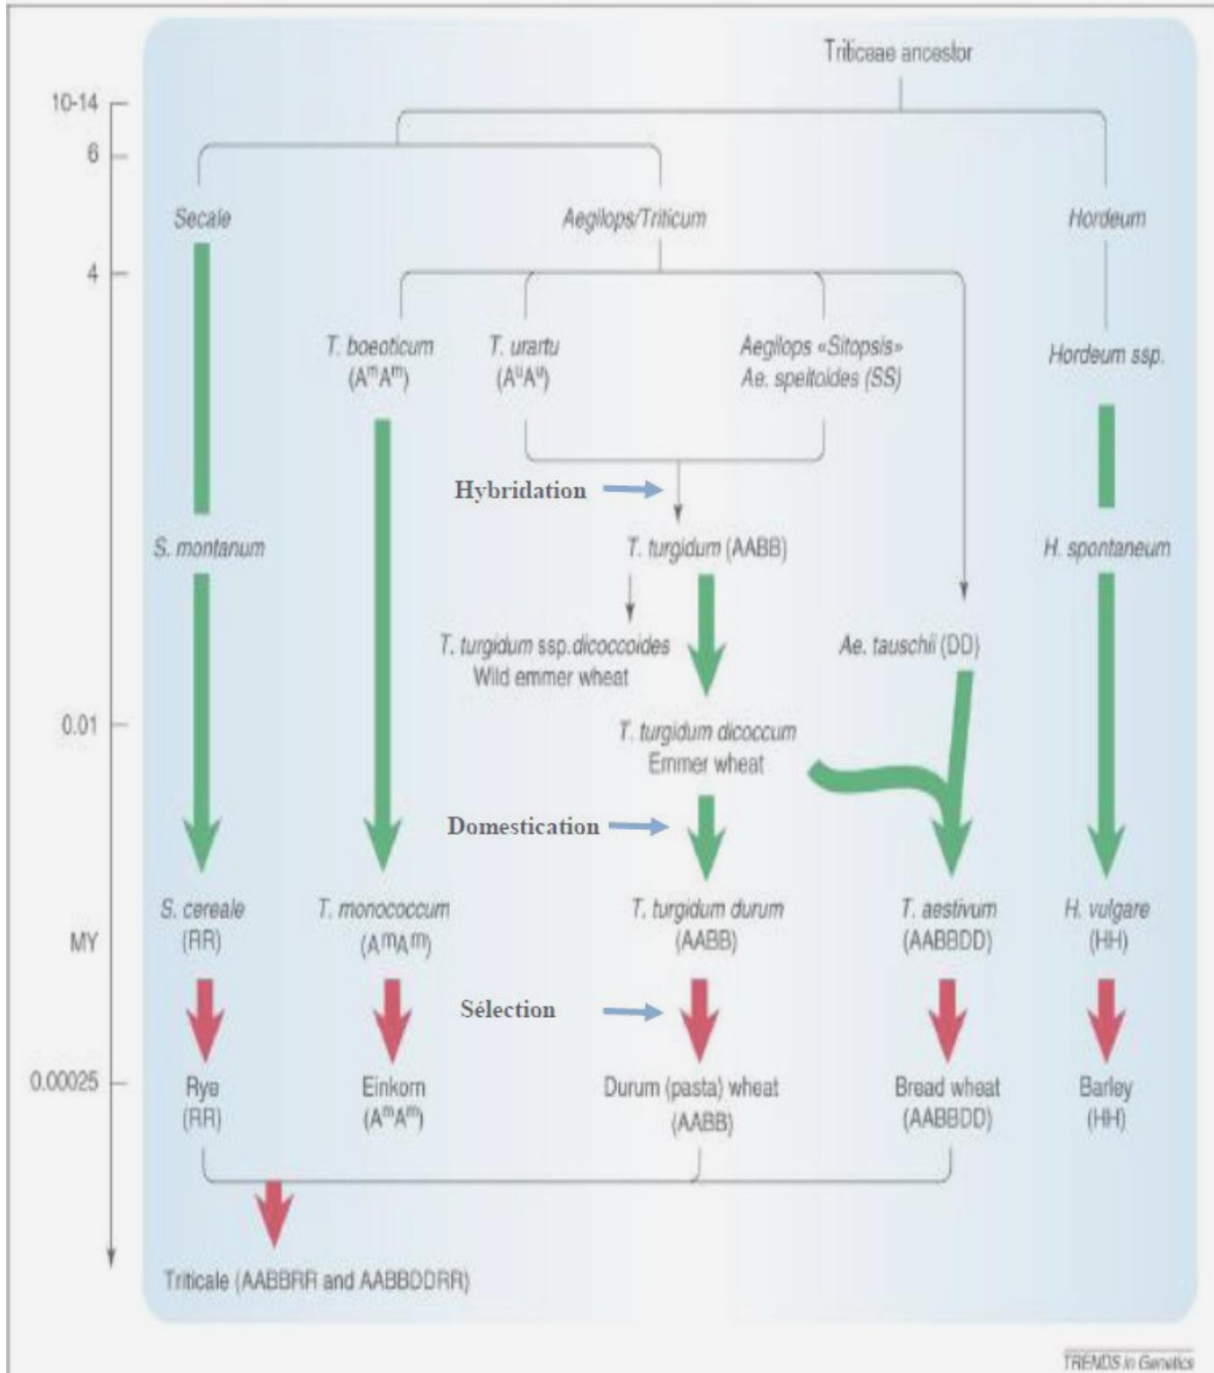 Triticeae ancestor
10-14
6
Secale
Aegilops/Triticum
Hordeum
4
T. boeoticum
(AᵐAᵐ)
T. urartu
(AᵘAᵘ)
Aegilops «Sitopsis»
Ae. speltoides (SS)
Hordeum ssp.
Hybridation
S. montanum
T. turgidum (AABB)
H. spontaneum
T. turgidum ssp. dicoccoides
Wild emmer wheat
Ae. tauschii (DD)
0.01
T. turgidum dicoccum
Emmer wheat
Domestication
S. cereale
(RR)
T. monococcum
(AᵐAᵐ)
T. turgidum durum
(AABB)
T. aestivum
(AABBDD)
H. vulgare
(HH)
MY
Sélection
0.00025
Rye
(RR)
Einkorn
(AᵐAᵐ)
Durum (pasta) wheat
(AABB)
Bread wheat
(AABBDD)
Barley
(HH)
Triticale (AABBRR and AABBDDRR)
TRENDS in Genetics